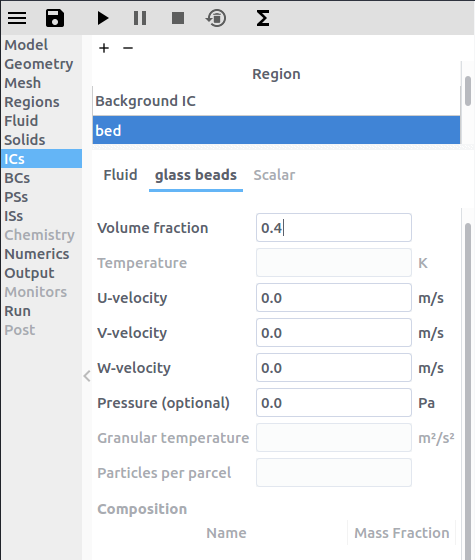 Model
Geometry
Mesh
Regions
Fluid
Solids
ICs
BCs
PSs
ISs
Chemistry
Numerics
Output
Monitors
Run
Post
+ −
Region
Background IC
bed
Fluid glass beads Scalar
Volume fraction 0.4
Temperature K
U-velocity 0.0 m/s
V-velocity 0.0 m/s
W-velocity 0.0 m/s
Pressure (optional) 0.0 Pa
Granular temperature m²/s²
Particles per parcel
Composition
Name Mass Fraction